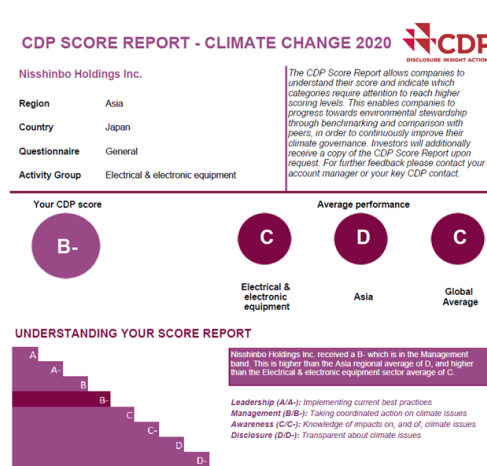 CDP SCORE REPORT - CLIMATE CHANGE 2020
CDP
DISCLOSURE INSIGHT ACTION
Nisshinbo Holdings Inc.
Region Asia
Country Japan
Questionnaire General
Activity Group Electrical & electronic equipment
The CDP Score Report allows companies to
understand their score and indicate which
categories require attention to reach higher
scoring levels. This enables companies to
progress towards environmental stewardship
through benchmarking and comparison with
peers, in order to continuously improve their
climate governance. Investors will additionally
receive a copy of the CDP Score Report upon
request. For further feedback please contact your
account manager or your key CDP contact.
Your CDP score
B-
Average performance
C
D
C
Electrical &
electronic
equipment
Asia
Global
Average
UNDERSTANDING YOUR SCORE REPORT
A
A-
B
B-
C
C-
D
D-
Nisshinbo Holdings Inc. received a B- which is in the Management
band. This is higher than the Asia regional average of D, and higher
than the Electrical & electronic equipment sector average of C.
Leadership (A/A-): Implementing current best practices
Management (B/B-): Taking coordinated action on climate issues
Awareness (C/C-): Knowledge of impacts on, and of, climate issues
Disclosure (D/D-): Transparent about climate issues